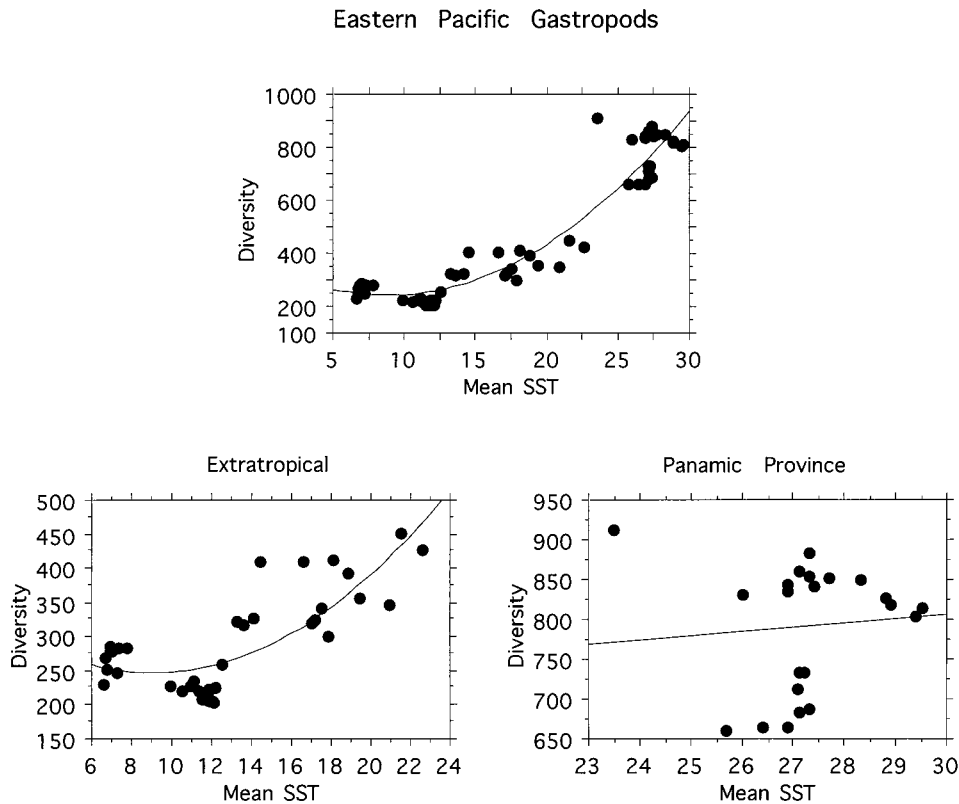 Eastern Pacific Gastropods
1000
800
600
400
200
100
Diversity
5 10 15 20 25 30
Mean SST
Extratropical
500
450
400
350
300
250
200
150
Diversity
6 8 10 12 14 16 18 20 22 24
Mean SST
Panamic Province
950
900
850
800
750
700
650
Diversity
23 24 25 26 27 28 29 30
Mean SST